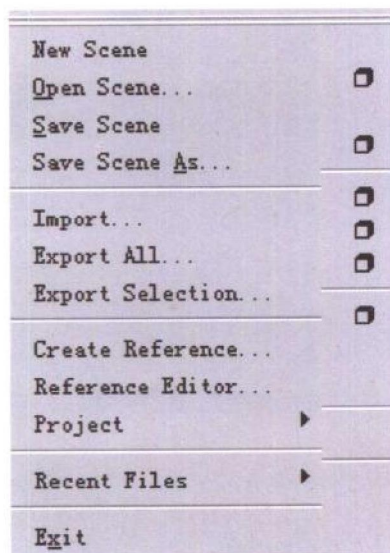 New Scene
Open Scene...
Save Scene
Save Scene As...
Import...
Export All...
Export Selection...
Create Reference...
Reference Editor...
Project
Recent Files
Exit